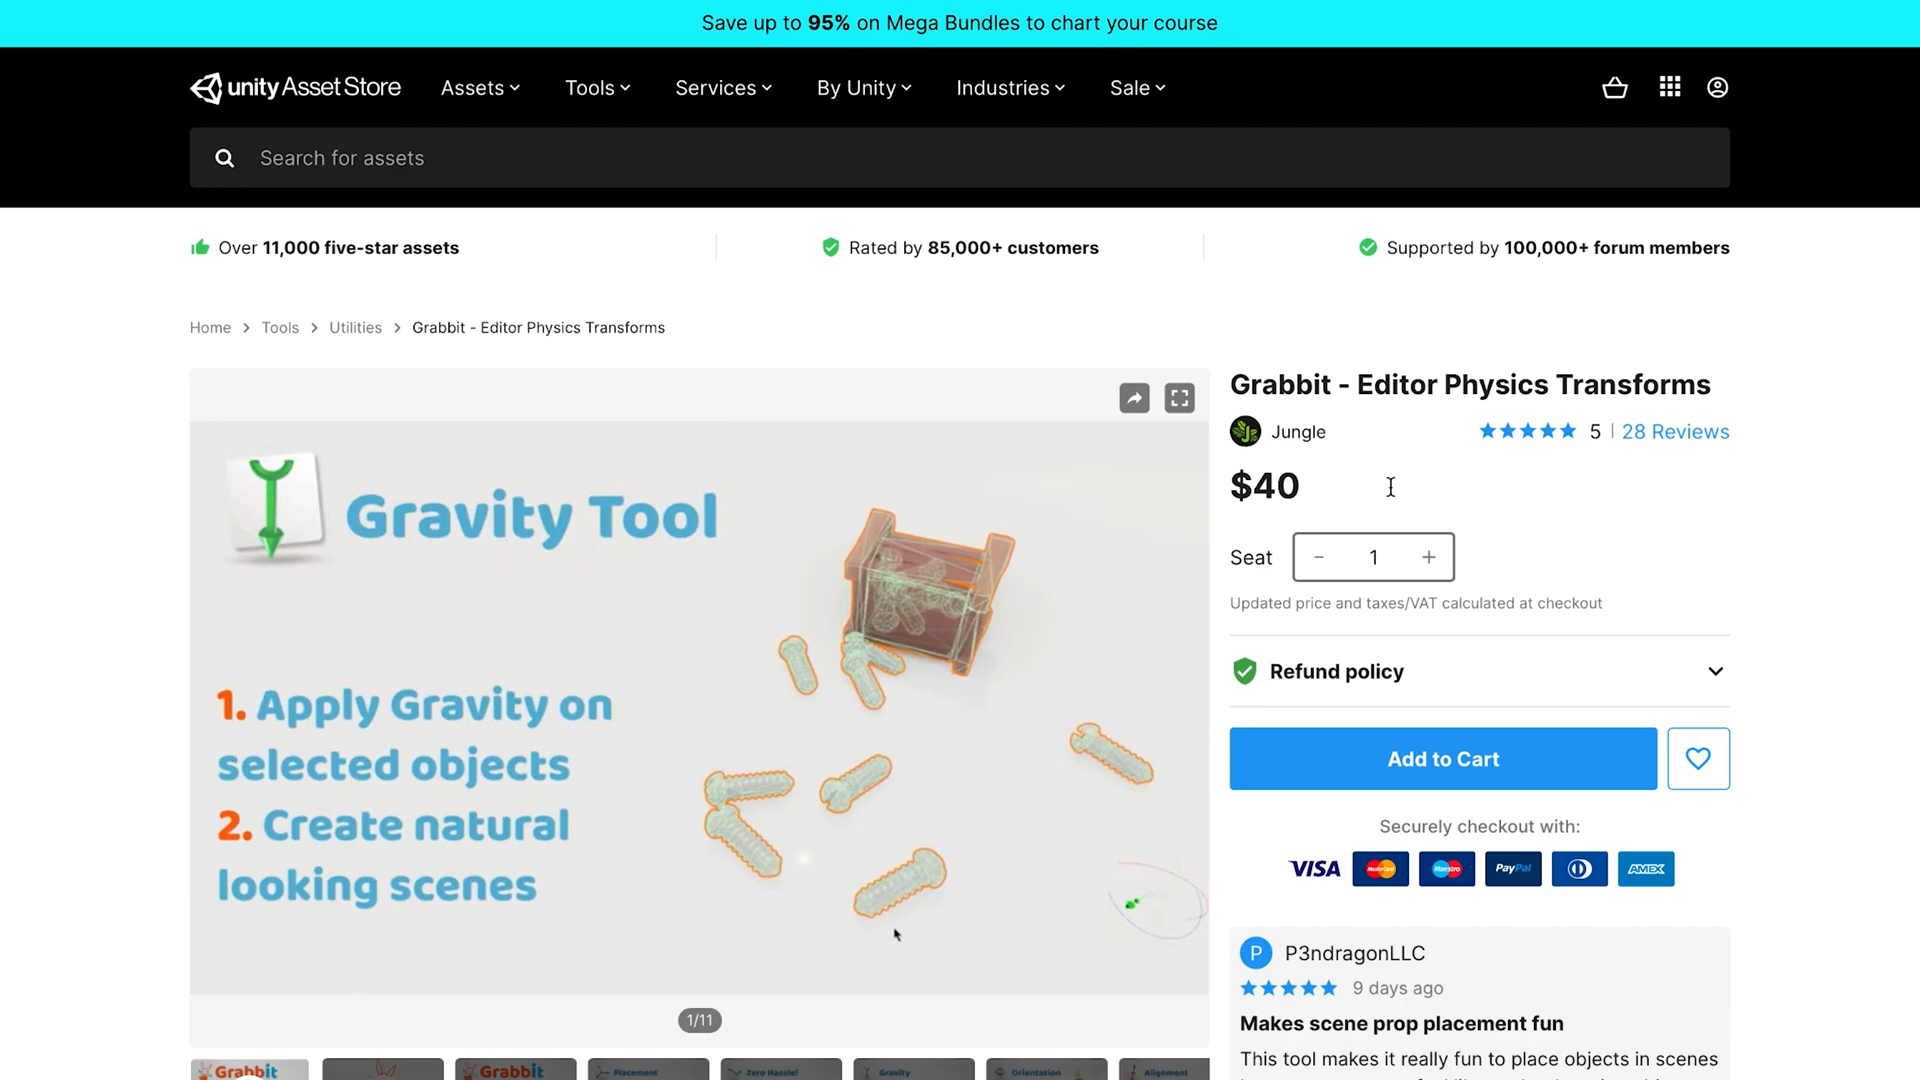 Save up to 95% on Mega Bundles to chart your course
unity Asset Store
Assets
Tools
Services
By Unity
Industries
Sale
Search for assets
Over 11,000 five-star assets
Rated by 85,000+ customers
Supported by 100,000+ forum members
Home > Tools > Utilities > Grabbit - Editor Physics Transforms
Grabbit - Editor Physics Transforms
Jungle
5 | 28 Reviews
$40
Seat
- 1 +
Updated price and taxes/VAT calculated at checkout
Refund policy
Add to Cart
Securely checkout with:
VISA
MasterCard
Maestro
PayPal
AMEX
Gravity Tool
1. Apply Gravity on
selected objects
2. Create natural
looking scenes
1/11
Grabbit
Grabbit
Placement
Zero Hassle!
Gravity
Orientation
Alignment
P
P3ndragonLLC
9 days ago
Makes scene prop placement fun
This tool makes it really fun to place objects in scenes